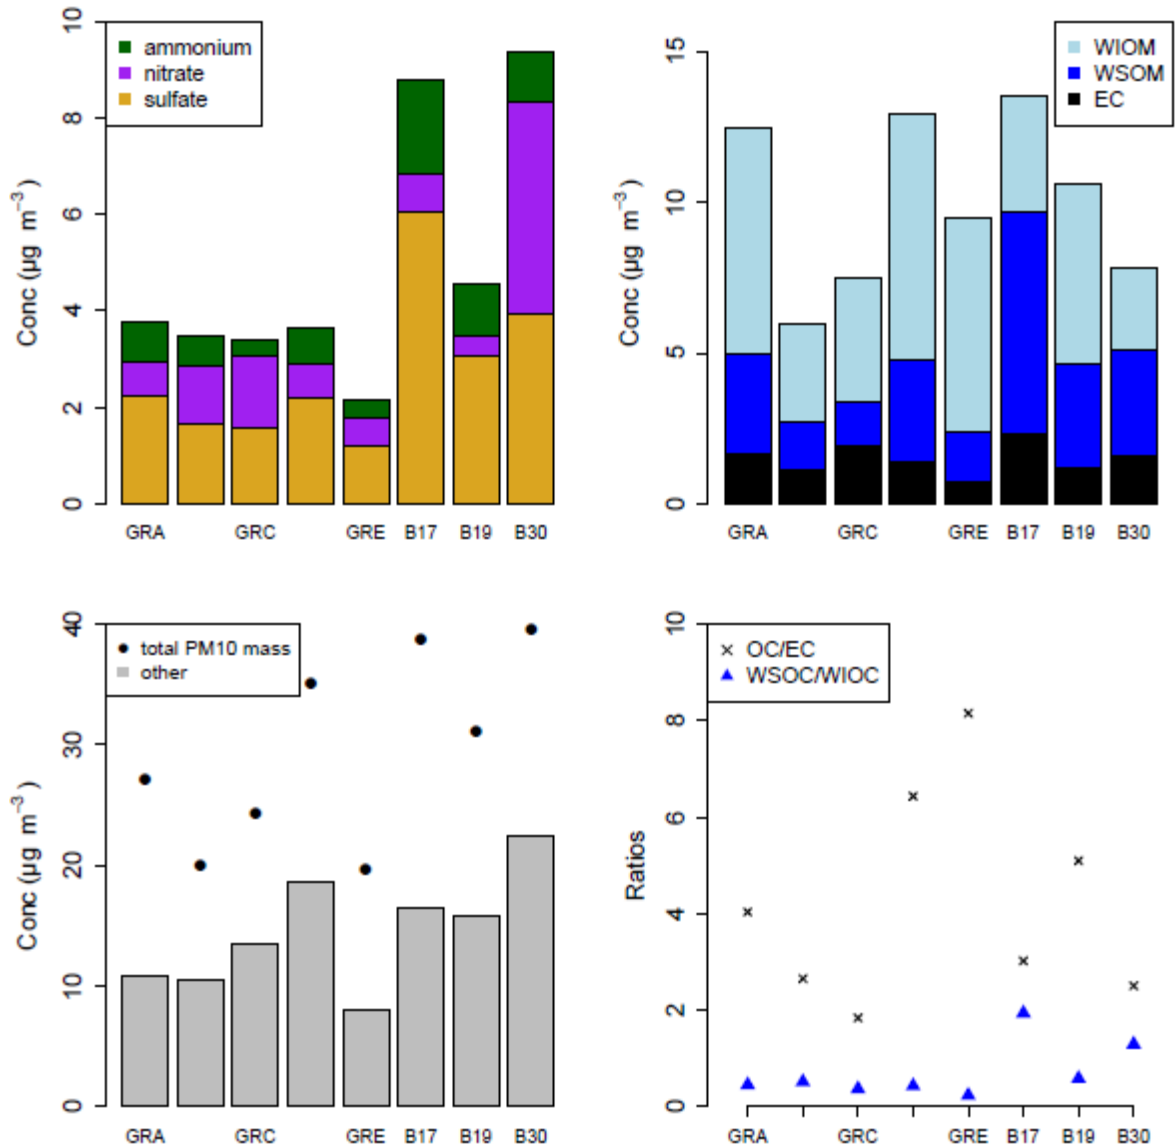 10
8
6
4
2
0
Conc (µg m⁻³ )
ammonium
nitrate
sulfate
GRA GRC GRE B17 B19 B30
15
10
5
0
Conc (µg m⁻³ )
WIOM
WSOM
EC
GRA GRC GRE B17 B19 B30
40
30
20
10
0
Conc (µg m⁻³ )
total PM10 mass
other
GRA GRC GRE B17 B19 B30
10
8
6
4
2
0
Ratios
OC/EC
WSOC/WIOC
GRA GRC GRE B17 B19 B30